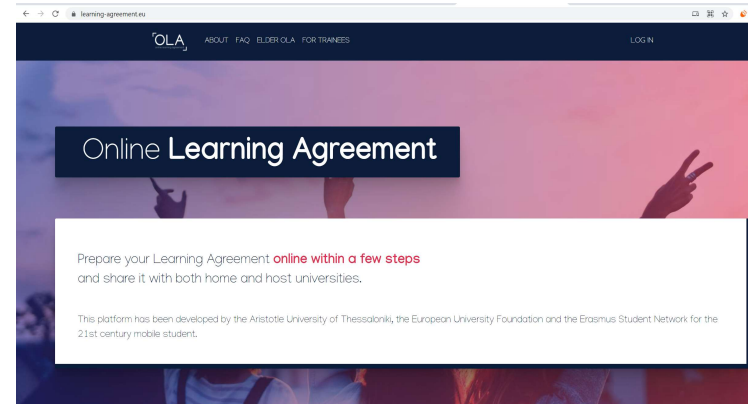 learning-agreement.eu
OLA ABOUT FAQ ELDER OLA FOR TRAINEES LOG IN
Online Learning Agreement
Prepare your Learning Agreement online within a few steps
and share it with both home and host universities.
This platform has been developed by the Aristotle University of Thessaloniki, the European University Foundation and the Erasmus Student Network for the
21st century mobile student.